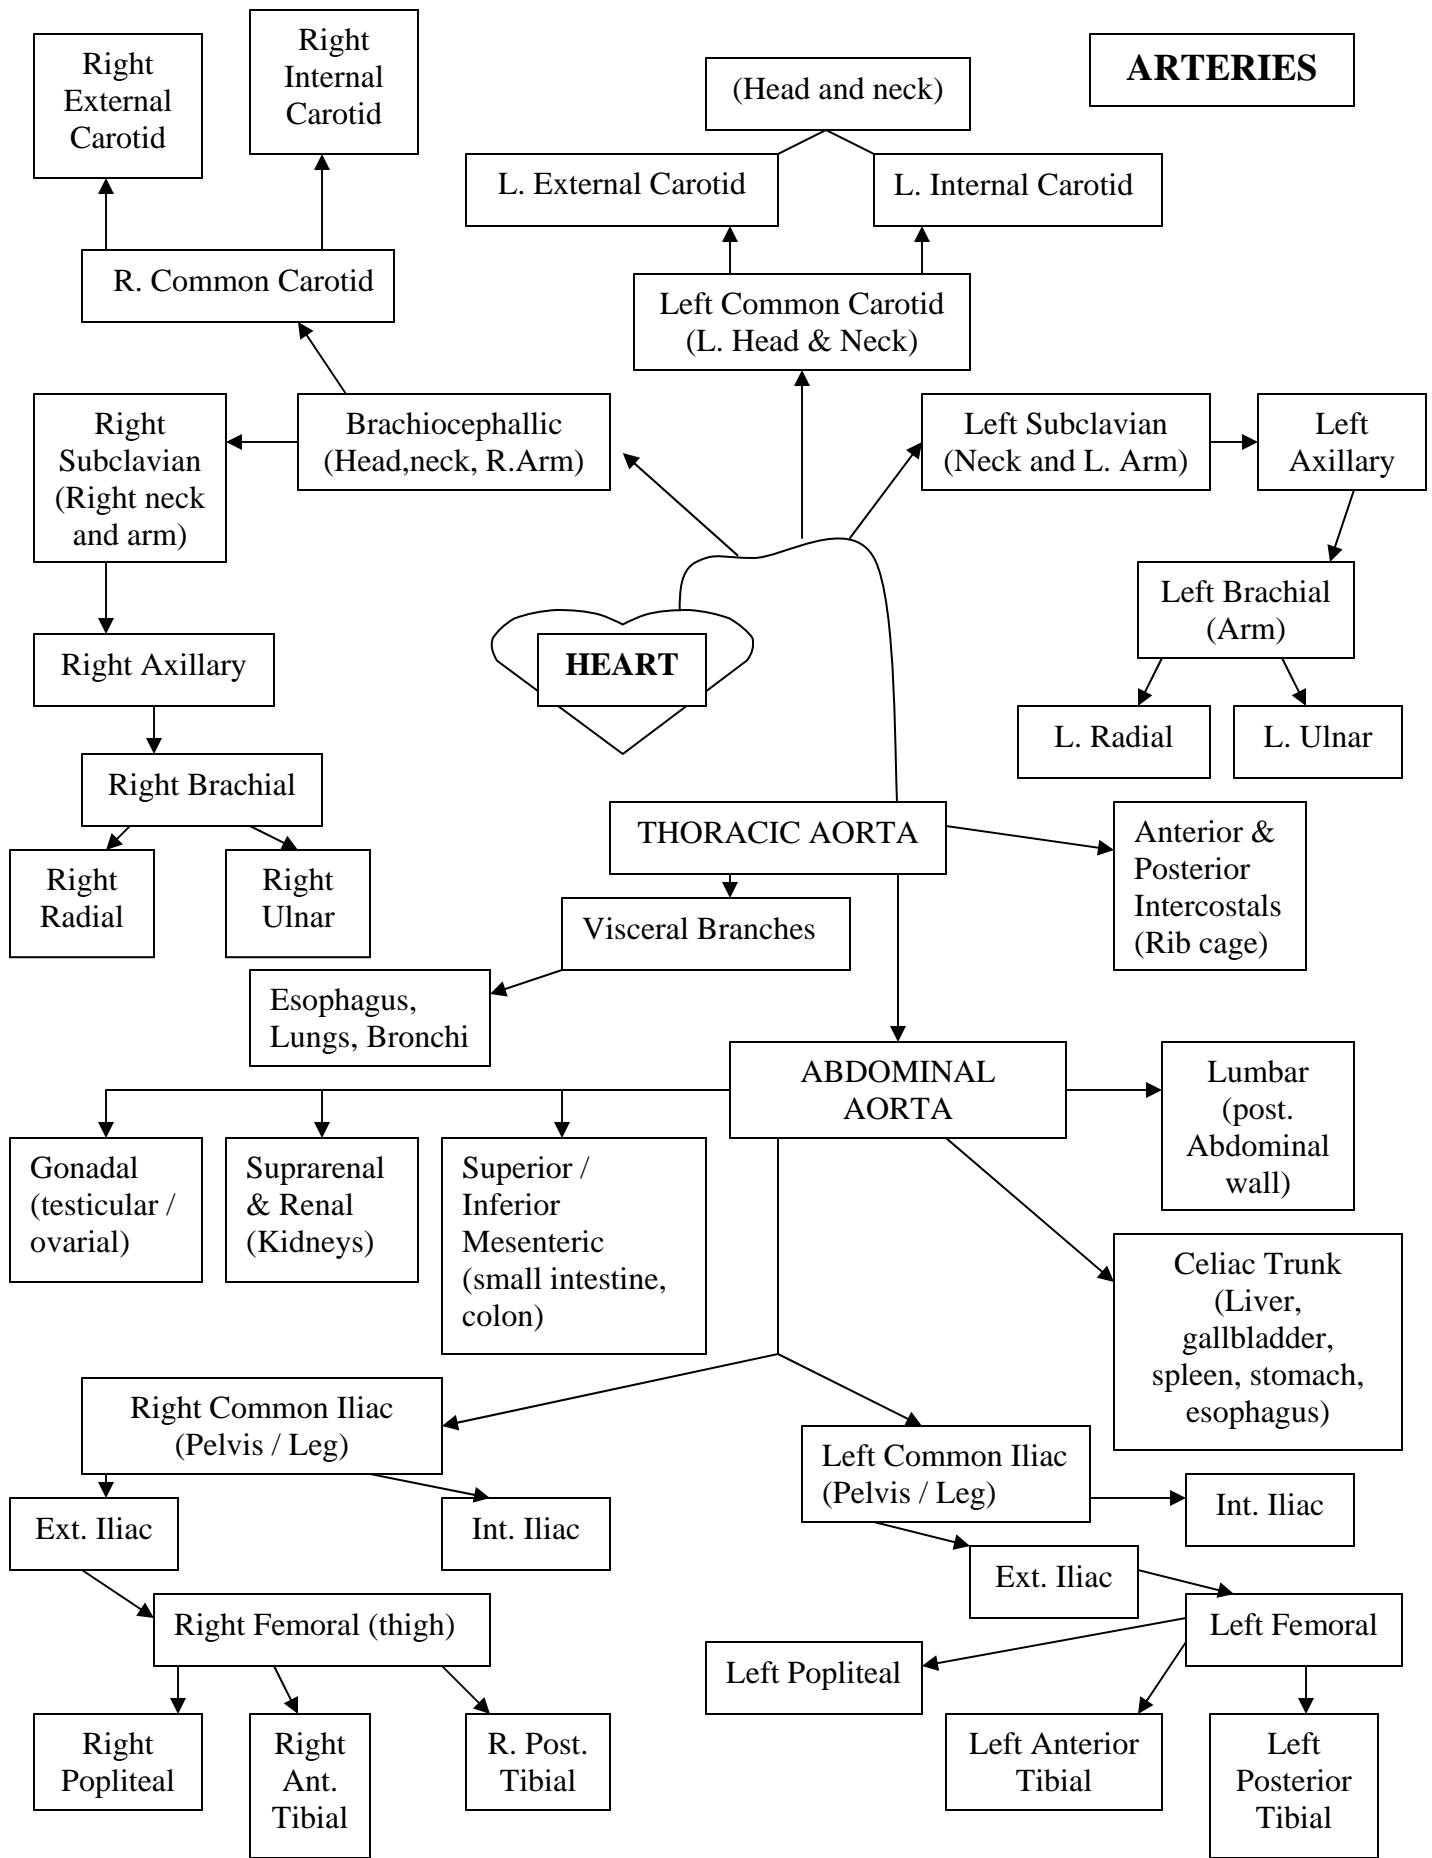 ARTERIES
Right
External
Carotid
Right
Internal
Carotid
(Head and neck)
L. External Carotid
L. Internal Carotid
R. Common Carotid
Left Common Carotid
(L. Head & Neck)
Right
Subclavian
(Right neck
and arm)
Brachiocephallic
(Head,neck, R.Arm)
Left Subclavian
(Neck and L. Arm)
Left
Axillary
Left Brachial
(Arm)
Right Axillary
HEART
L. Radial
L. Ulnar
Right Brachial
Right
Radial
Right
Ulnar
THORACIC AORTA
Anterior &
Posterior
Intercostals
(Rib cage)
Visceral Branches
Esophagus,
Lungs, Bronchi
ABDOMINAL
AORTA
Lumbar
(post.
Abdominal
wall)
Gonadal
(testicular /
ovarial)
Suprarenal
& Renal
(Kidneys)
Superior /
Inferior
Mesenteric
(small intestine,
colon)
Celiac Trunk
(Liver,
gallbladder,
spleen, stomach,
esophagus)
Right Common Iliac
(Pelvis / Leg)
Left Common Iliac
(Pelvis / Leg)
Ext. Iliac
Int. Iliac
Int. Iliac
Ext. Iliac
Right Femoral (thigh)
Left Femoral
Left Popliteal
Right
Popliteal
Right
Ant.
Tibial
R. Post.
Tibial
Left Anterior
Tibial
Left
Posterior
Tibial